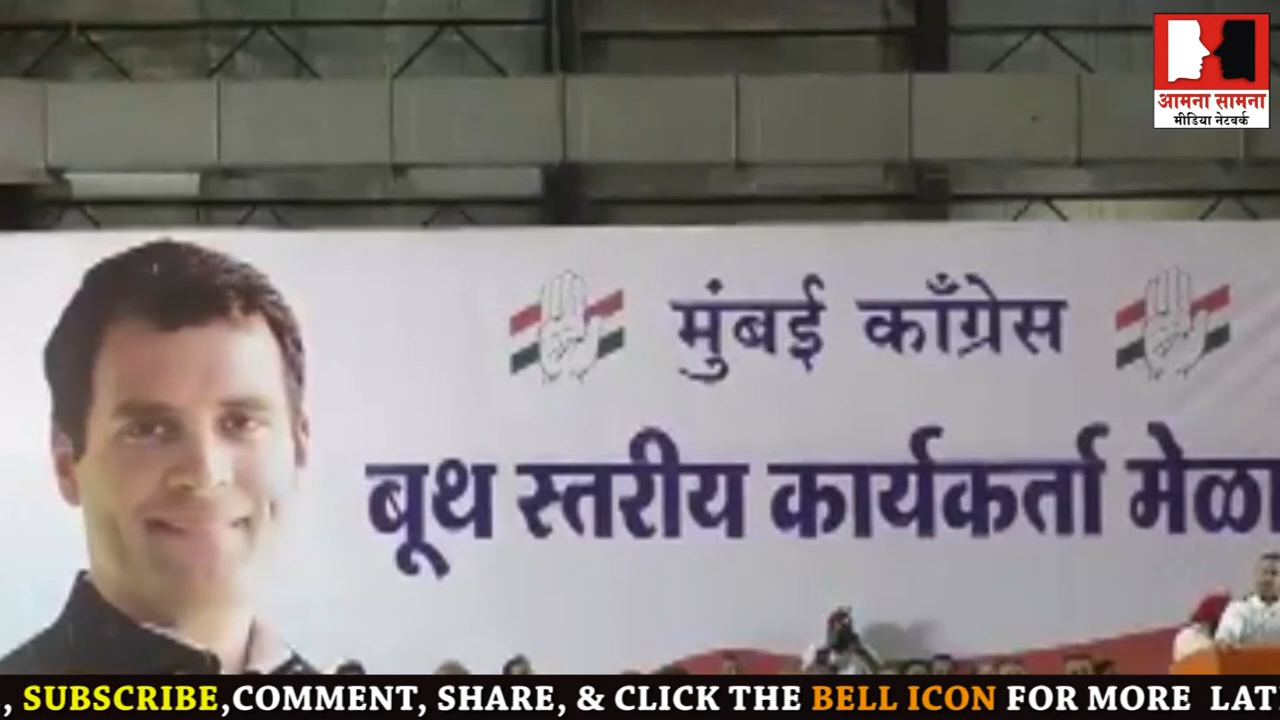 आमना सामना
मीडिया नेटवर्क
मुंबई काँग्रेस
बूथ स्तरीय कार्यकर्ता मेळा
, SUBSCRIBE,COMMENT, SHARE, & CLICK THE BELL ICON FOR MORE LAT